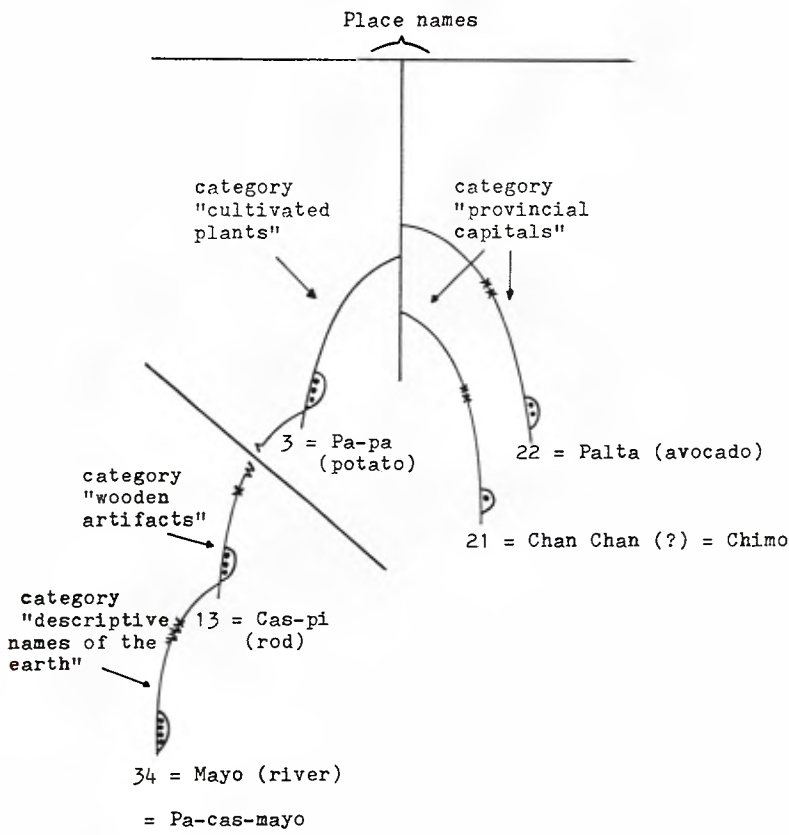 Place names
category
"cultivated
plants"
category
"provincial
capitals"
3 = Pa-pa
(potato)
22 = Palta (avocado)
category
"wooden
artifacts"
21 = Chan Chan (?) = Chimo
category
"descriptive
names of the
earth"
13 = Cas-pi
(rod)
34 = Mayo (river)
= Pa-cas-mayo